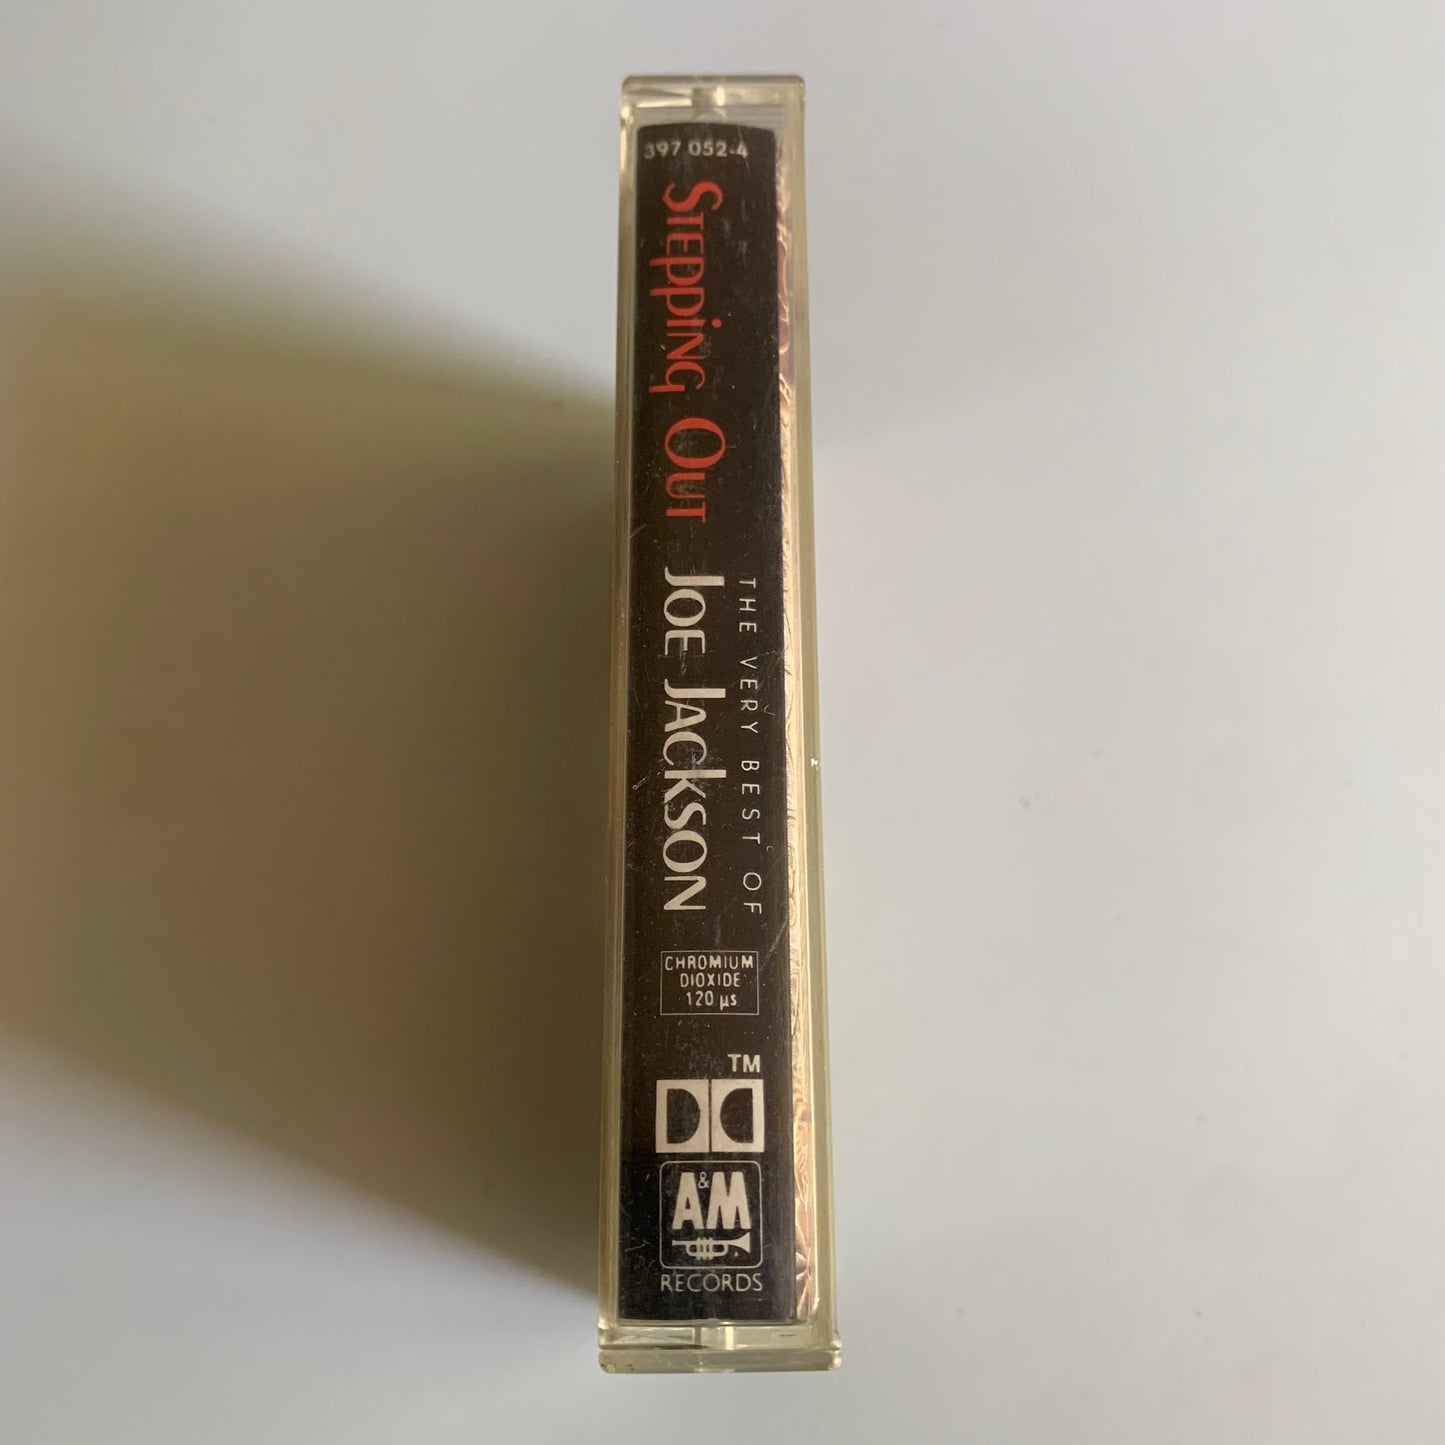 397 052-4
Stepping Out
THE VERY BEST OF
JOE JACKSON
CHROMIUM
DIOXIDE
120 µs
TM
A&M
RECORDS